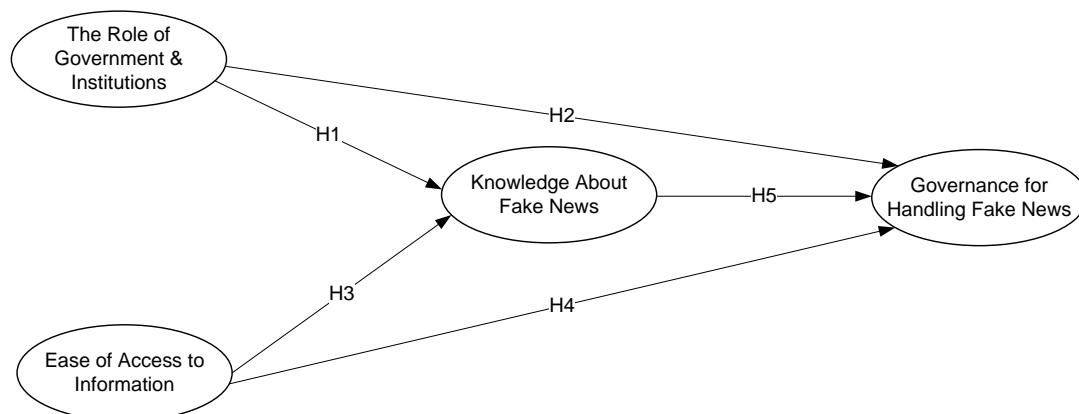 The Role of
Government &
Institutions
H2
H1
Knowledge About
Fake News
H5
Governance for
Handling Fake News
H3
H4
Ease of Access to
Information